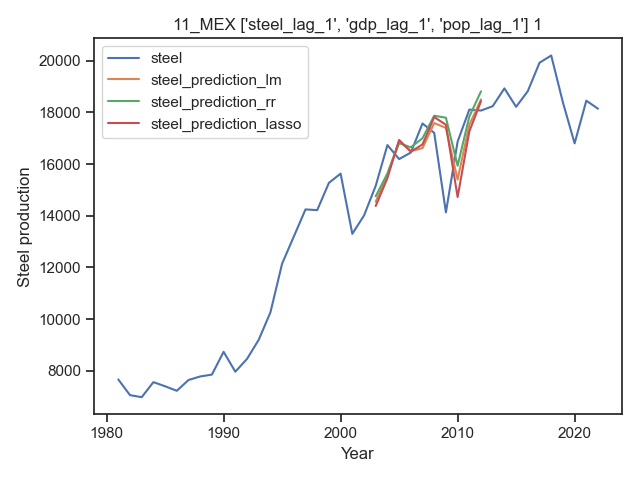 11_MEX ['steel_lag_1', 'gdp_lag_1', 'pop_lag_1'] 1
steel
steel_prediction_lm
steel_prediction_rr
steel_prediction_lasso
20000
18000
16000
14000
12000
10000
8000
Steel production
1980 1990 2000 2010 2020
Year